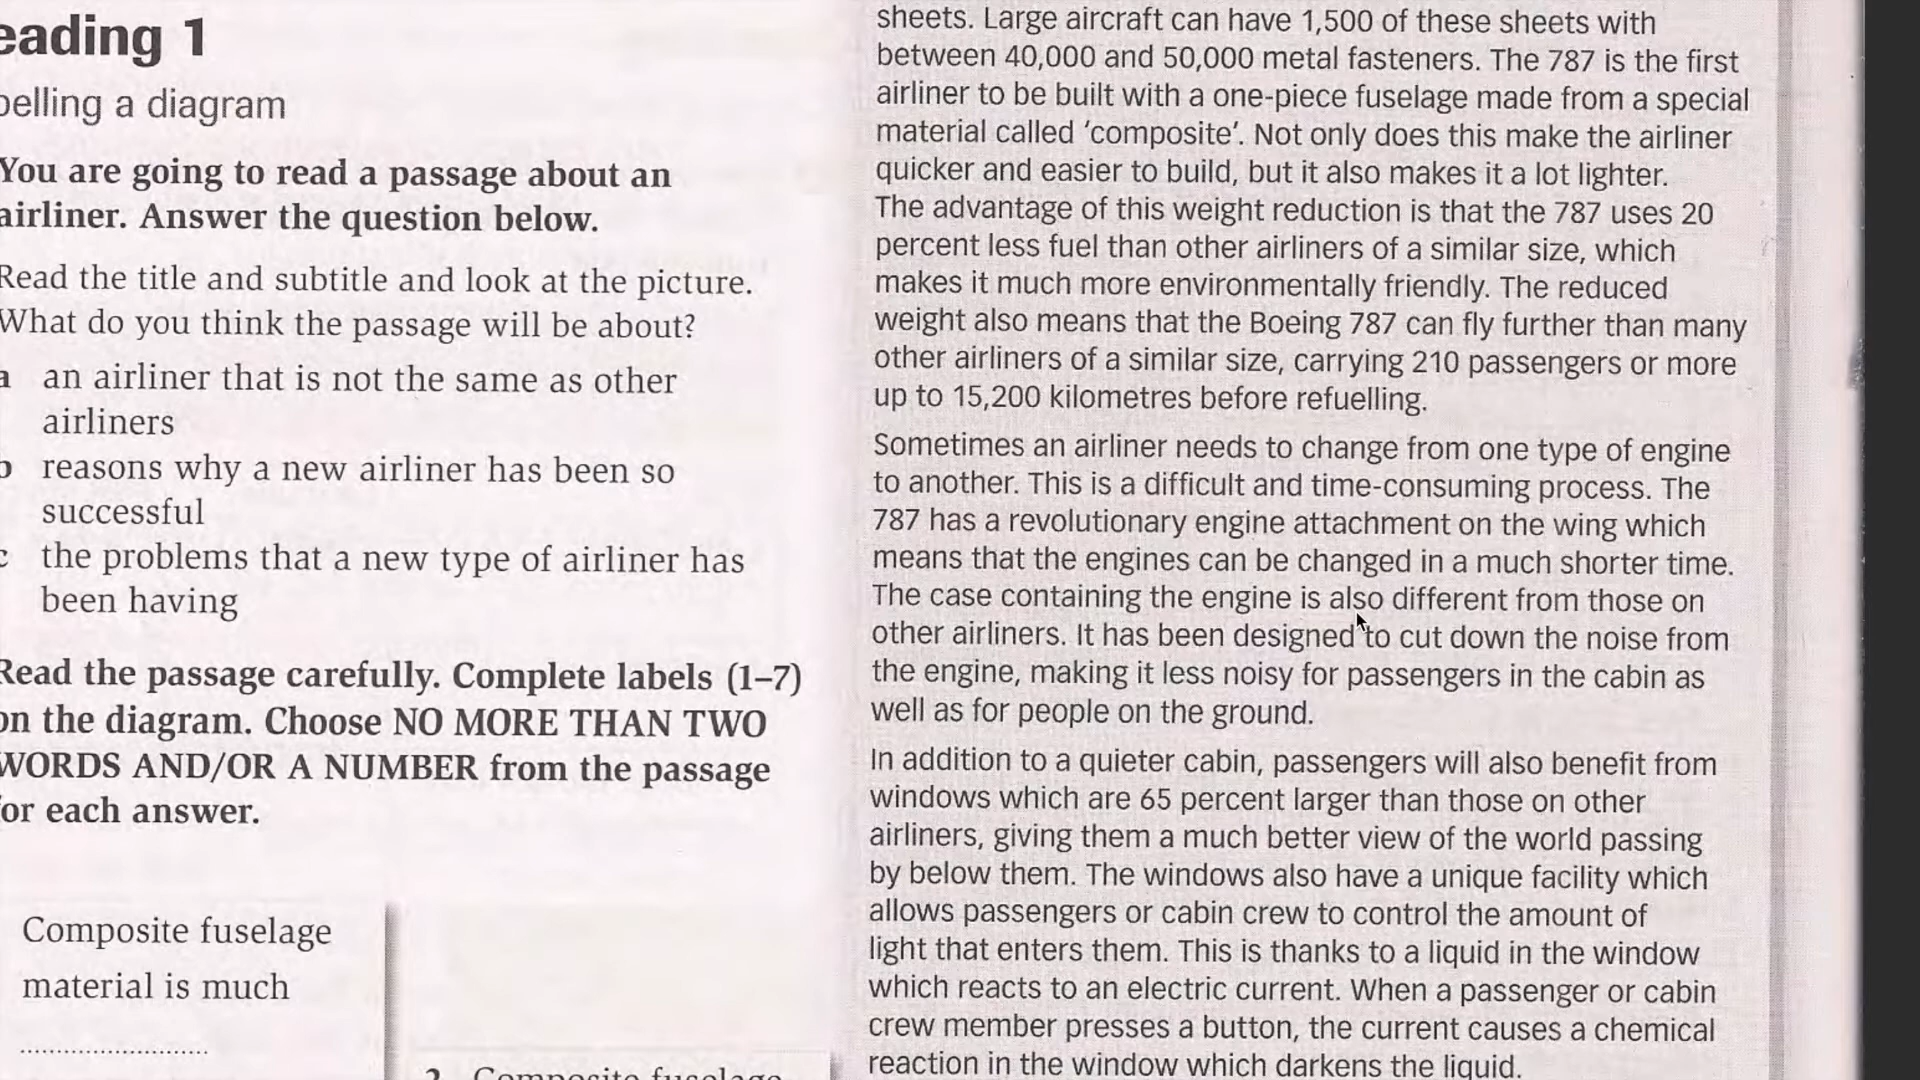 eading 1
belling a diagram
You are going to read a passage about an
airliner. Answer the question below.
Read the title and subtitle and look at the picture.
What do you think the passage will be about?
a an airliner that is not the same as other
airliners
b reasons why a new airliner has been so
successful
c the problems that a new type of airliner has
been having
Read the passage carefully. Complete labels (1–7)
on the diagram. Choose NO MORE THAN TWO
WORDS AND/OR A NUMBER from the passage
for each answer.
Composite fuselage
material is much
........................
2 Composite fuselage
sheets. Large aircraft can have 1,500 of these sheets with
between 40,000 and 50,000 metal fasteners. The 787 is the first
airliner to be built with a one-piece fuselage made from a special
material called ‘composite’. Not only does this make the airliner
quicker and easier to build, but it also makes it a lot lighter.
The advantage of this weight reduction is that the 787 uses 20
percent less fuel than other airliners of a similar size, which
makes it much more environmentally friendly. The reduced
weight also means that the Boeing 787 can fly further than many
other airliners of a similar size, carrying 210 passengers or more
up to 15,200 kilometres before refuelling.
Sometimes an airliner needs to change from one type of engine
to another. This is a difficult and time-consuming process. The
787 has a revolutionary engine attachment on the wing which
means that the engines can be changed in a much shorter time.
The case containing the engine is also different from those on
other airliners. It has been designed to cut down the noise from
the engine, making it less noisy for passengers in the cabin as
well as for people on the ground.
In addition to a quieter cabin, passengers will also benefit from
windows which are 65 percent larger than those on other
airliners, giving them a much better view of the world passing
by below them. The windows also have a unique facility which
allows passengers or cabin crew to control the amount of
light that enters them. This is thanks to a liquid in the window
which reacts to an electric current. When a passenger or cabin
crew member presses a button, the current causes a chemical
reaction in the window which darkens the liquid.